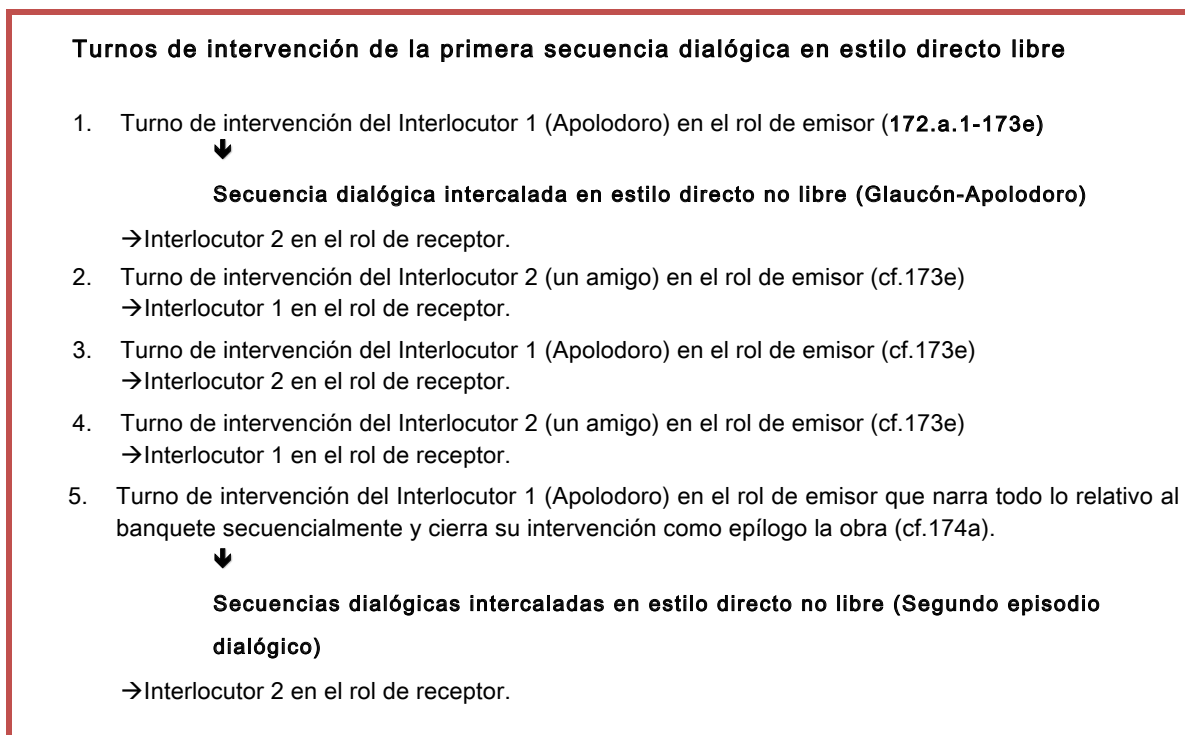 Turnos de intervención de la primera secuencia dialógica en estilo directo libre
1. Turno de intervención del Interlocutor 1 (Apolodoro) en el rol de emisor (172.a.1-173e)
🡻
Secuencia dialógica intercalada en estilo directo no libre (Glaucón-Apolodoro)
→Interlocutor 2 en el rol de receptor.
2. Turno de intervención del Interlocutor 2 (un amigo) en el rol de emisor (cf.173e)
→Interlocutor 1 en el rol de receptor.
3. Turno de intervención del Interlocutor 1 (Apolodoro) en el rol de emisor (cf.173e)
→Interlocutor 2 en el rol de receptor.
4. Turno de intervención del Interlocutor 2 (un amigo) en el rol de emisor (cf.173e)
→Interlocutor 1 en el rol de receptor.
5. Turno de intervención del Interlocutor 1 (Apolodoro) en el rol de emisor que narra todo lo relativo al
banquete secuencialmente y cierra su intervención como epílogo la obra (cf.174a).
🡻
Secuencias dialógicas intercaladas en estilo directo no libre (Segundo episodio
dialógico)
→Interlocutor 2 en el rol de receptor.